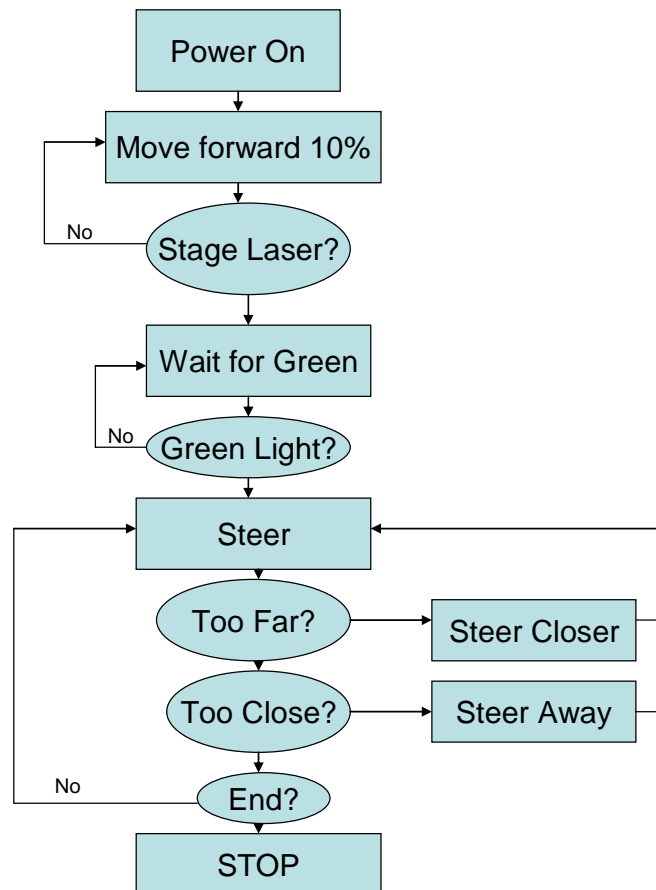 Power On
Move forward 10%
No
Stage Laser?
Wait for Green
No
Green Light?
Steer
Too Far?
Steer Closer
Too Close?
Steer Away
No
End?
STOP